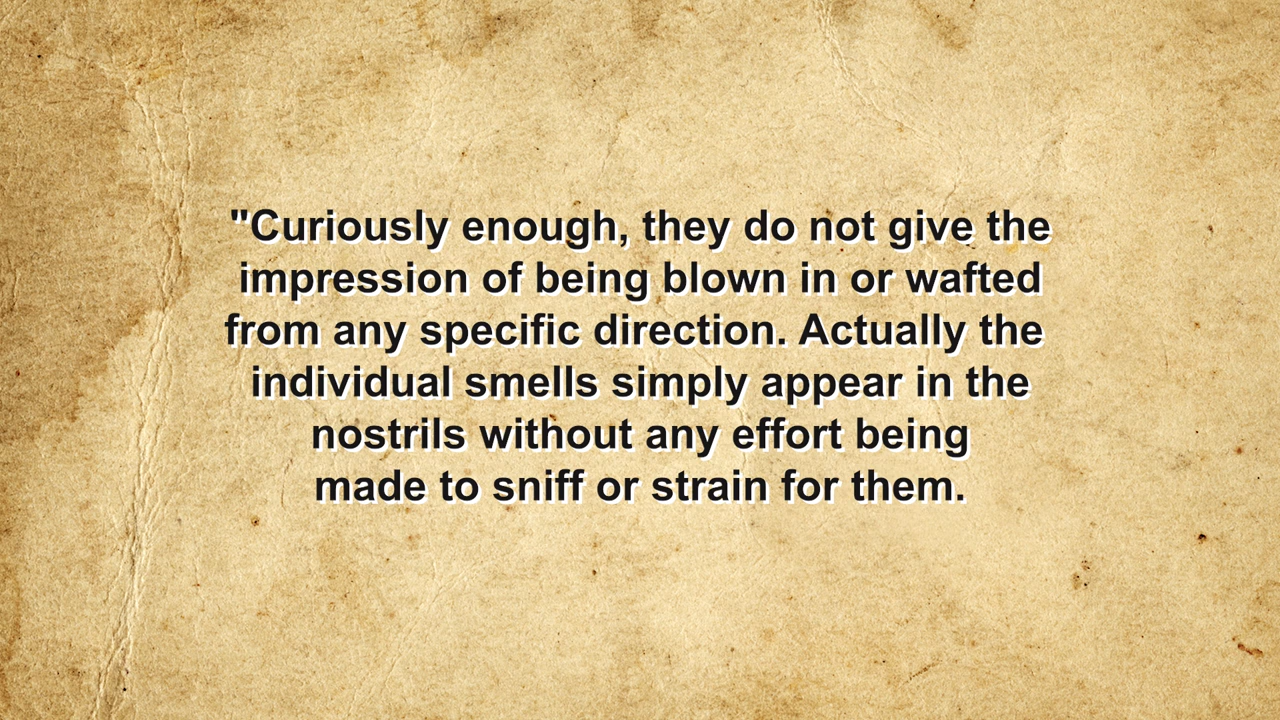 "Curiously enough, they do not give the
impression of being blown in or wafted
from any specific direction. Actually the
individual smells simply appear in the
nostrils without any effort being
made to sniff or strain for them.